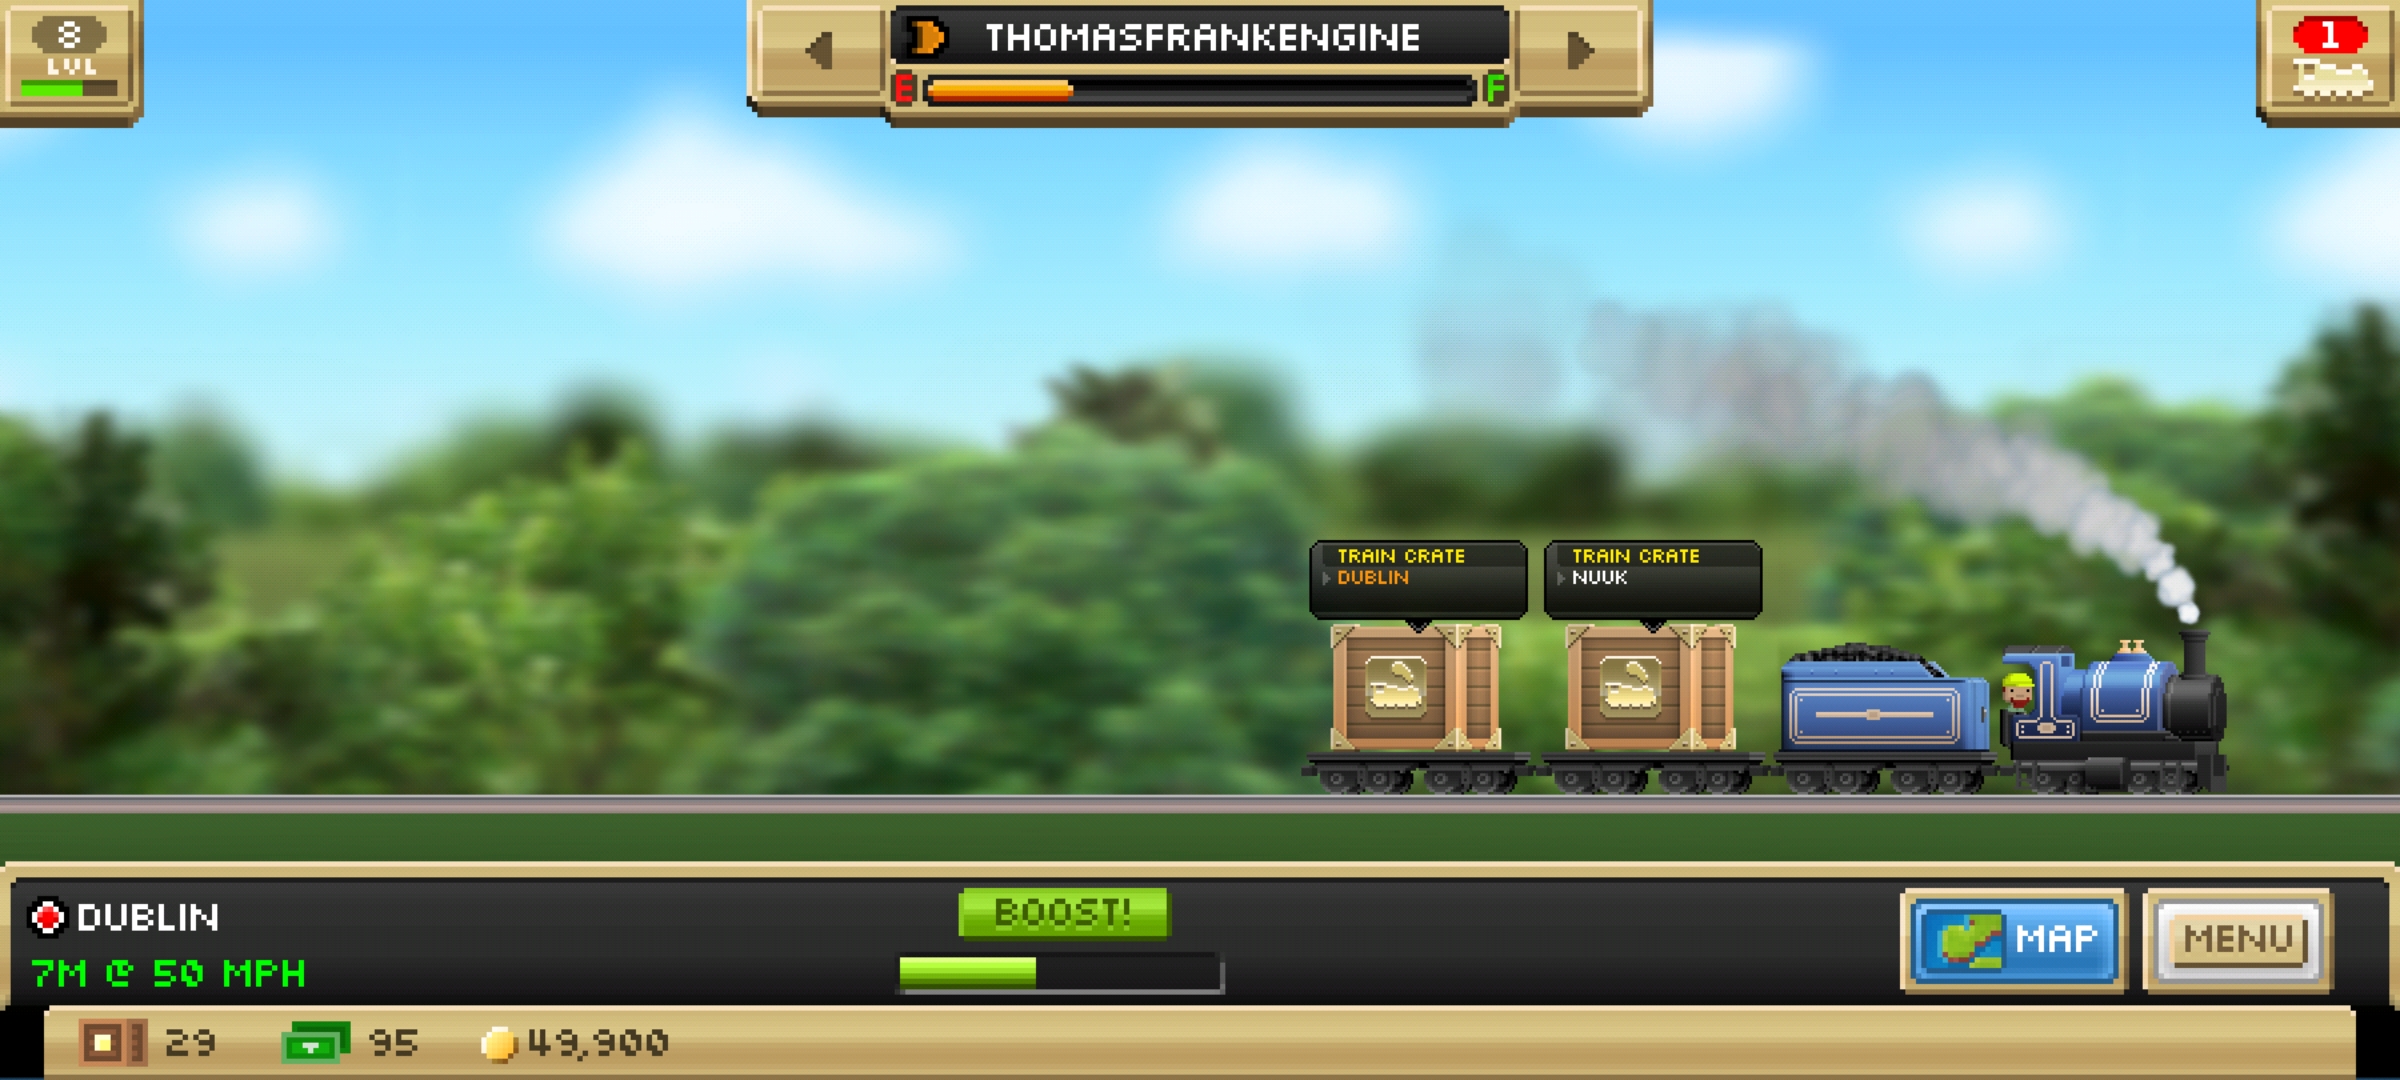 8
LVL
THOMASFRANKENGINE
E F
1
TRAIN CRATE
DUBLIN
TRAIN CRATE
NUUK
DUBLIN
7M @ 50 MPH
BOOST!
MAP
MENU
29
95
49,900